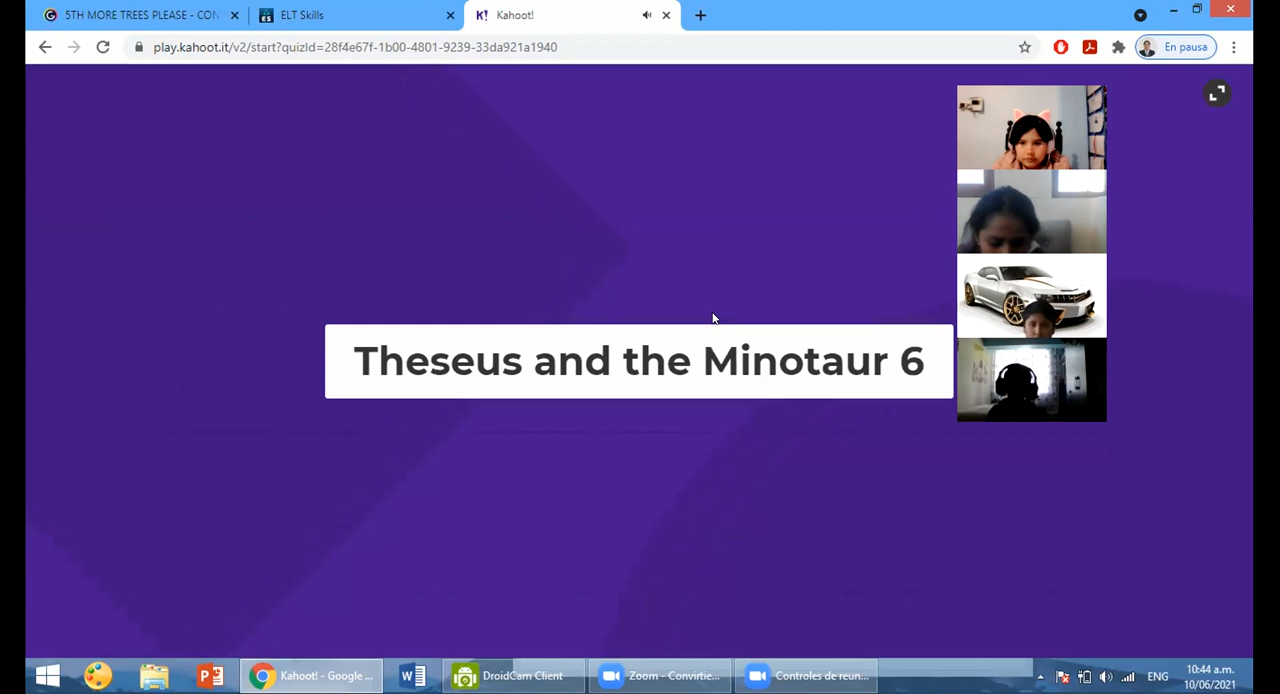 5TH MORE TREES PLEASE - CON
ELT Skills
K! Kahoot!
play.kahoot.it/v2/start?quizId=28f4e67f-1b00-4801-9239-33da921a1940
En pausa
Theseus and the Minotaur 6
Kahoot! - Google ...
DroidCam Client
Zoom - Convirtie...
Controles de reun...
ENG
10:44 a.m.
10/06/2021